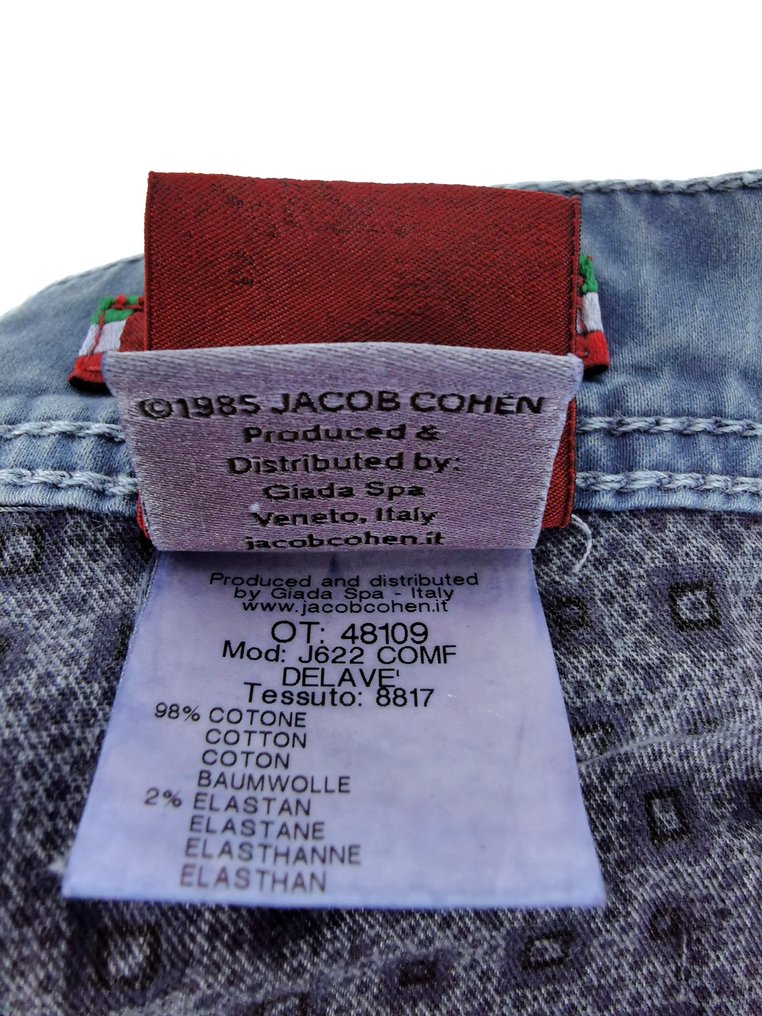 ©1985 JACOB COHEN
Produced &
Distributed by:
Giada Spa
Veneto, Italy
jacobcohen.it
Produced and distributed
by Giada Spa - Italy
www.jacobcohen.it
OT: 48109
Mod: J622 COMF
DELAVE'
Tessuto: 8817
98% COTONE
COTTON
COTON
BAUMWOLLE
2% ELASTAN
ELASTANE
ELASTHANNE
ELASTHAN